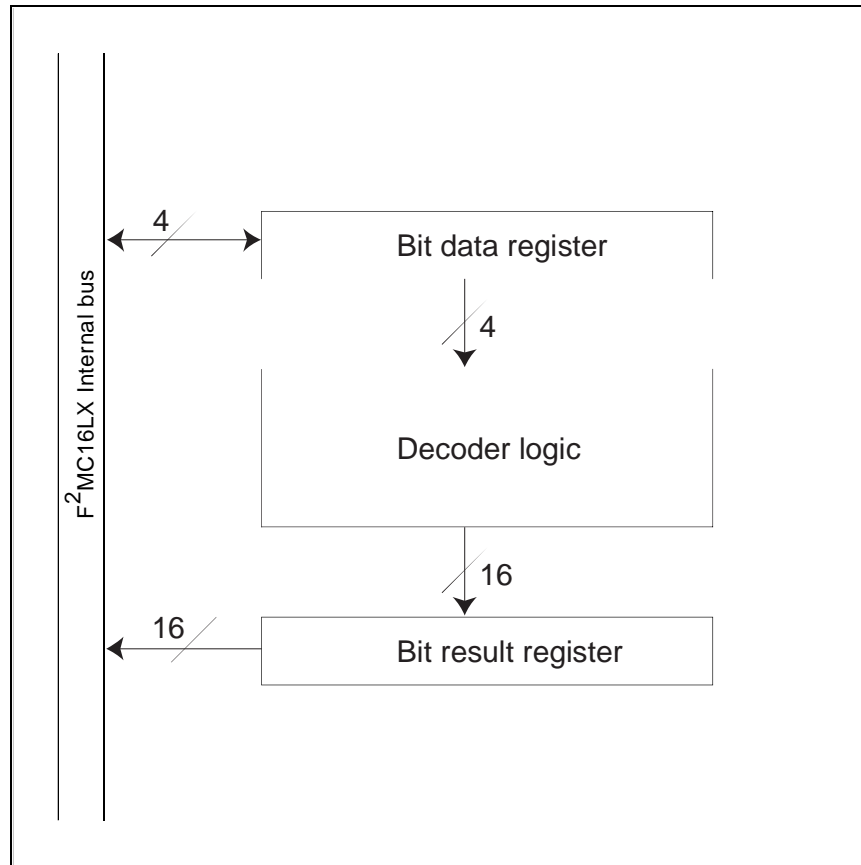 4
Bit data register
4
Decoder logic
16
16
Bit result register
F²MC16LX Internal bus